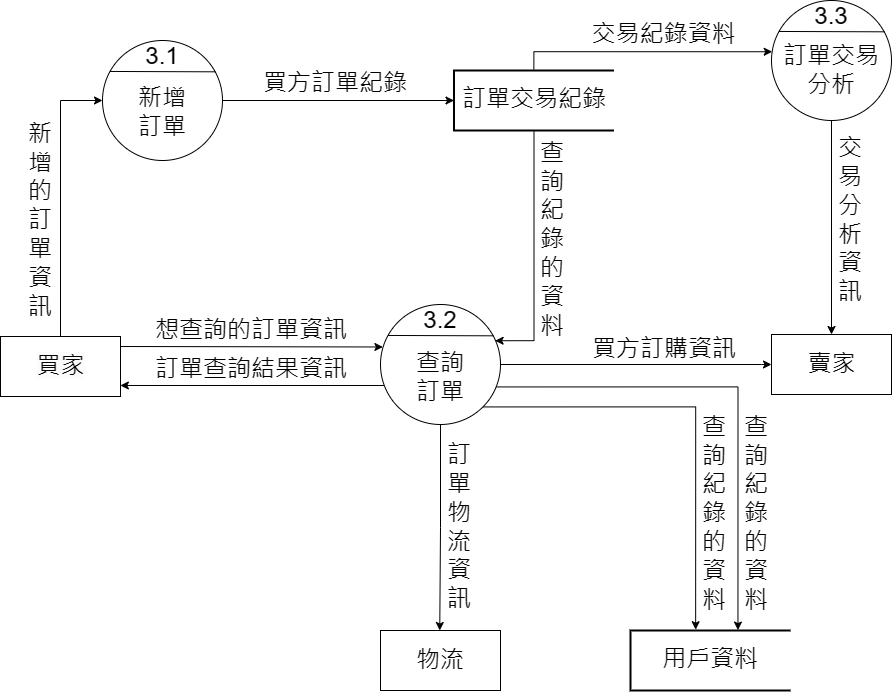 3.1
新增
訂單
買方訂單紀錄
訂單交易紀錄
交易紀錄資料
3.3
訂單交易
分析
新增的訂單資訊
查詢紀錄的資料
交易分析資訊
買家
想查詢的訂單資訊
訂單查詢結果資訊
3.2
查詢
訂單
買方訂購資訊
賣家
訂單物流資訊
查詢紀錄的資料
查詢紀錄的資料
物流
用戶資料